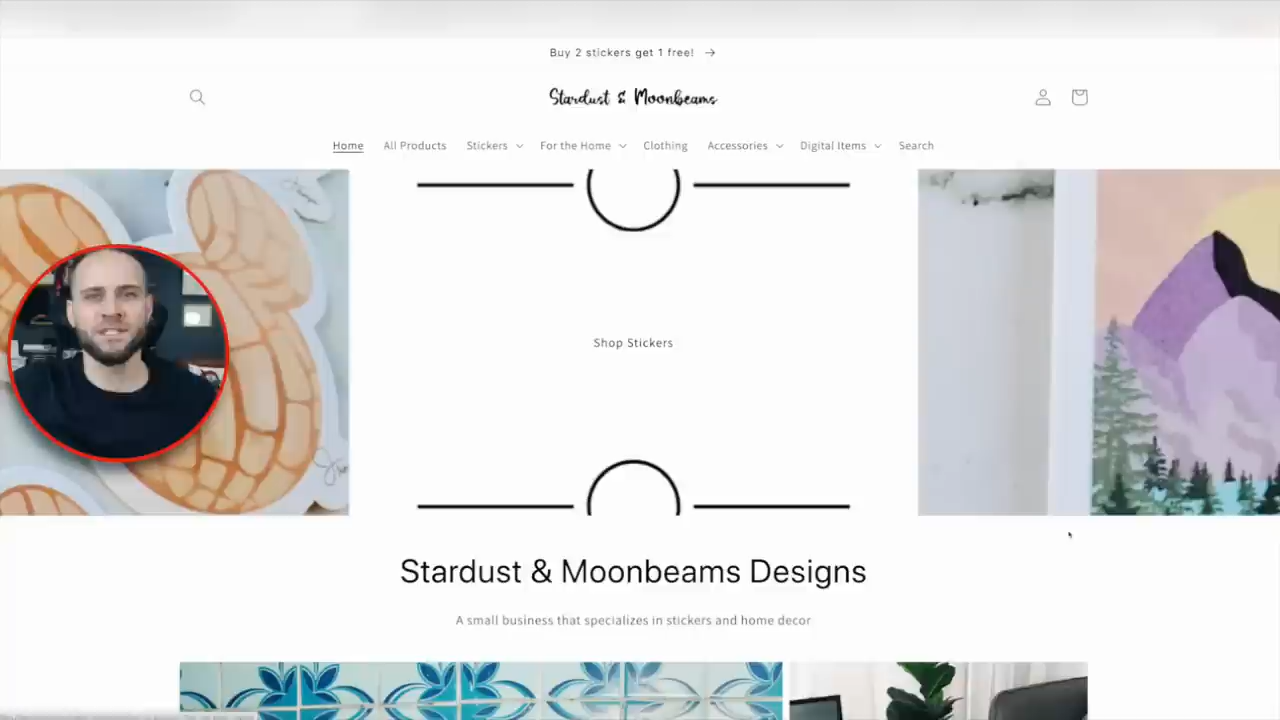 Buy 2 stickers get 1 free! →
Stardust & Moonbeams
Home All Products Stickers For the Home Clothing Accessories Digital Items Search
Shop Stickers
Stardust & Moonbeams Designs
A small business that specializes in stickers and home decor